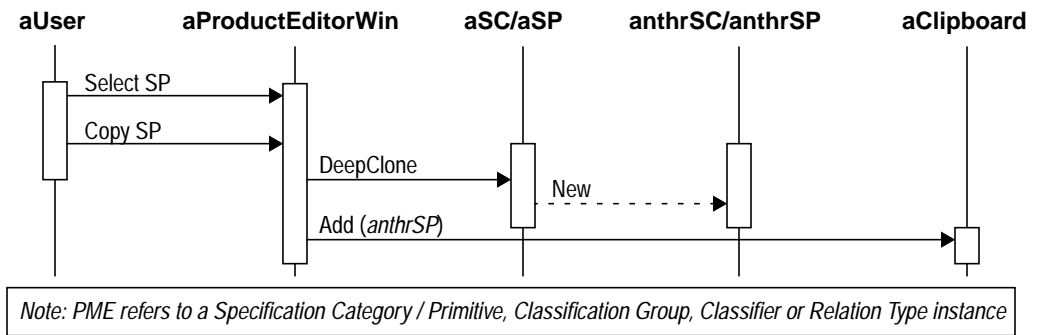 aUser aProductEditorWin aSC/aSP anthrSC/anthrSP aClipboard
Select SP
Copy SP
DeepClone
New
Add (anthrSP)
Note: PME refers to a Specification Category / Primitive, Classification Group, Classifier or Relation Type instance